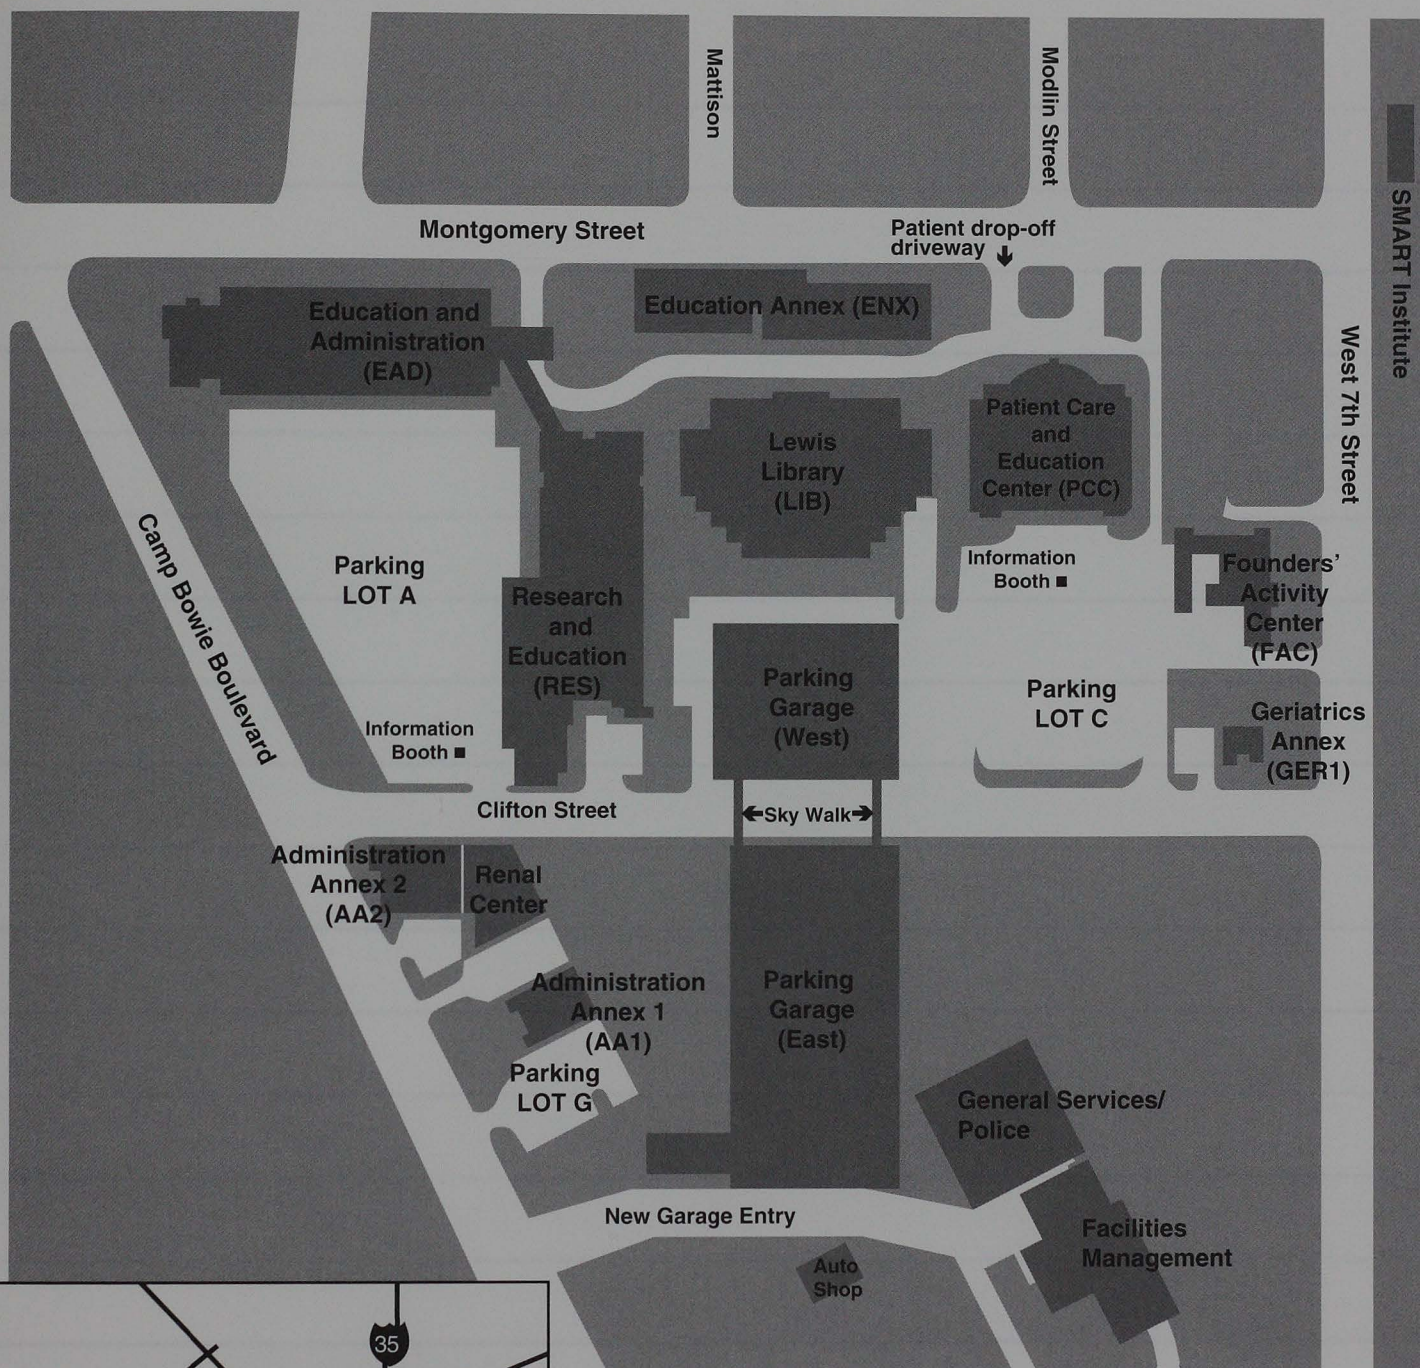 Mattison
Modlin Street
SMART Institute
Montgomery Street
Patient drop-off
driveway
Education and
Administration
(EAD)
Education Annex (ENX)
West 7th Street
Patient Care
and
Education
Center (PCC)
Lewis
Library
(LIB)
Camp Bowie Boulevard
Parking
LOT A
Information
Booth
Founders'
Activity
Center
(FAC)
Research
and
Education
(RES)
Parking
Garage
(West)
Parking
LOT C
Geriatrics
Annex
(GER1)
Information
Booth
Clifton Street
Sky Walk
Administration
Annex 2
(AA2)
Renal
Center
Administration
Annex 1
(AA1)
Parking
Garage
(East)
Parking
LOT G
General Services/
Police
New Garage Entry
Facilities
Management
Auto
Shop
35